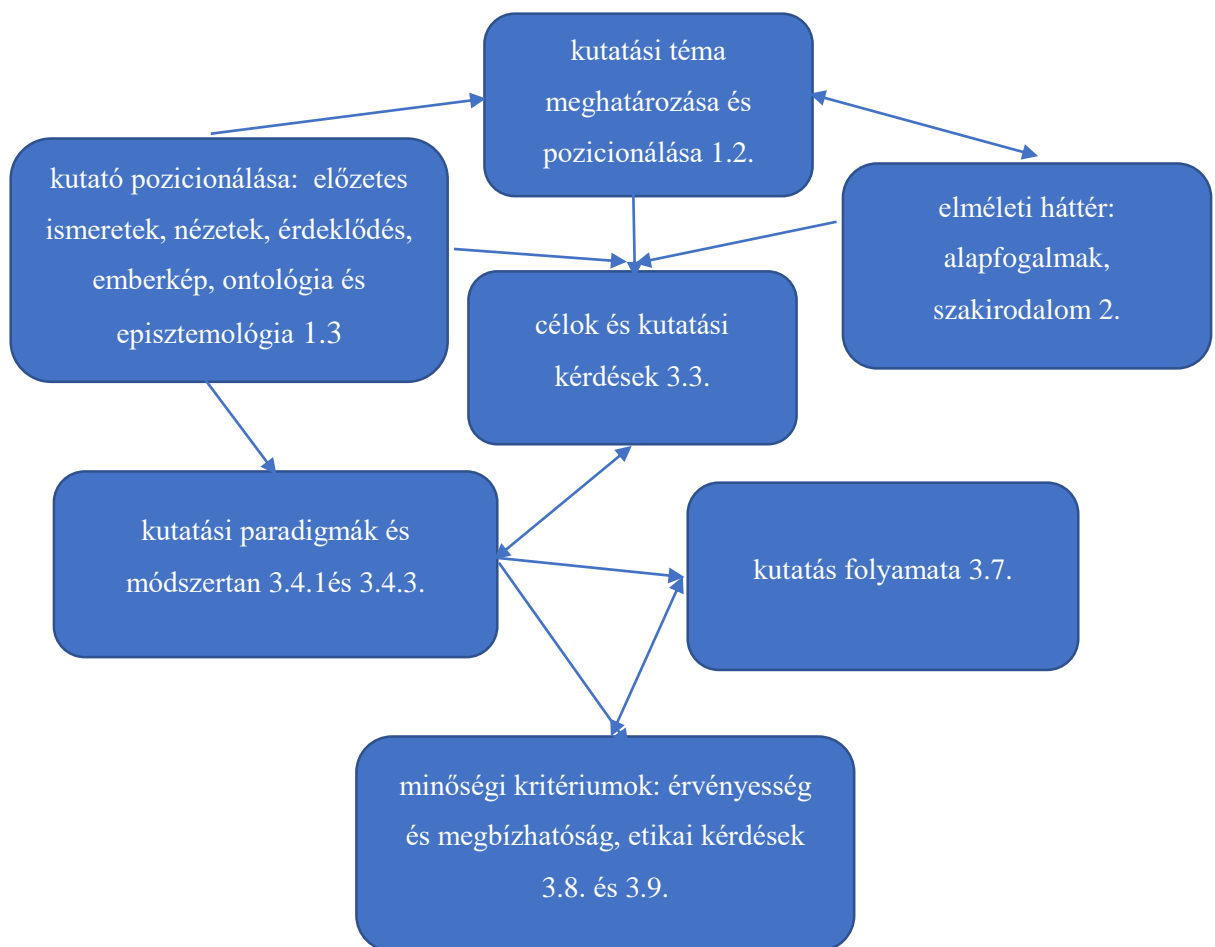 kutatási téma
meghatározása és
pozicionálása 1.2.
kutató pozicionálása: előzetes
ismeretek, nézetek, érdeklődés,
emberkép, ontológia és
episztemológia 1.3
elméleti háttér:
alapfogalmak,
szakirodalom 2.
célok és kutatási
kérdések 3.3.
kutatási paradigmák és
módszertan 3.4.1és 3.4.3.
kutatás folyamata 3.7.
minőségi kritériumok: érvényesség
és megbízhatóság, etikai kérdések
3.8. és 3.9.